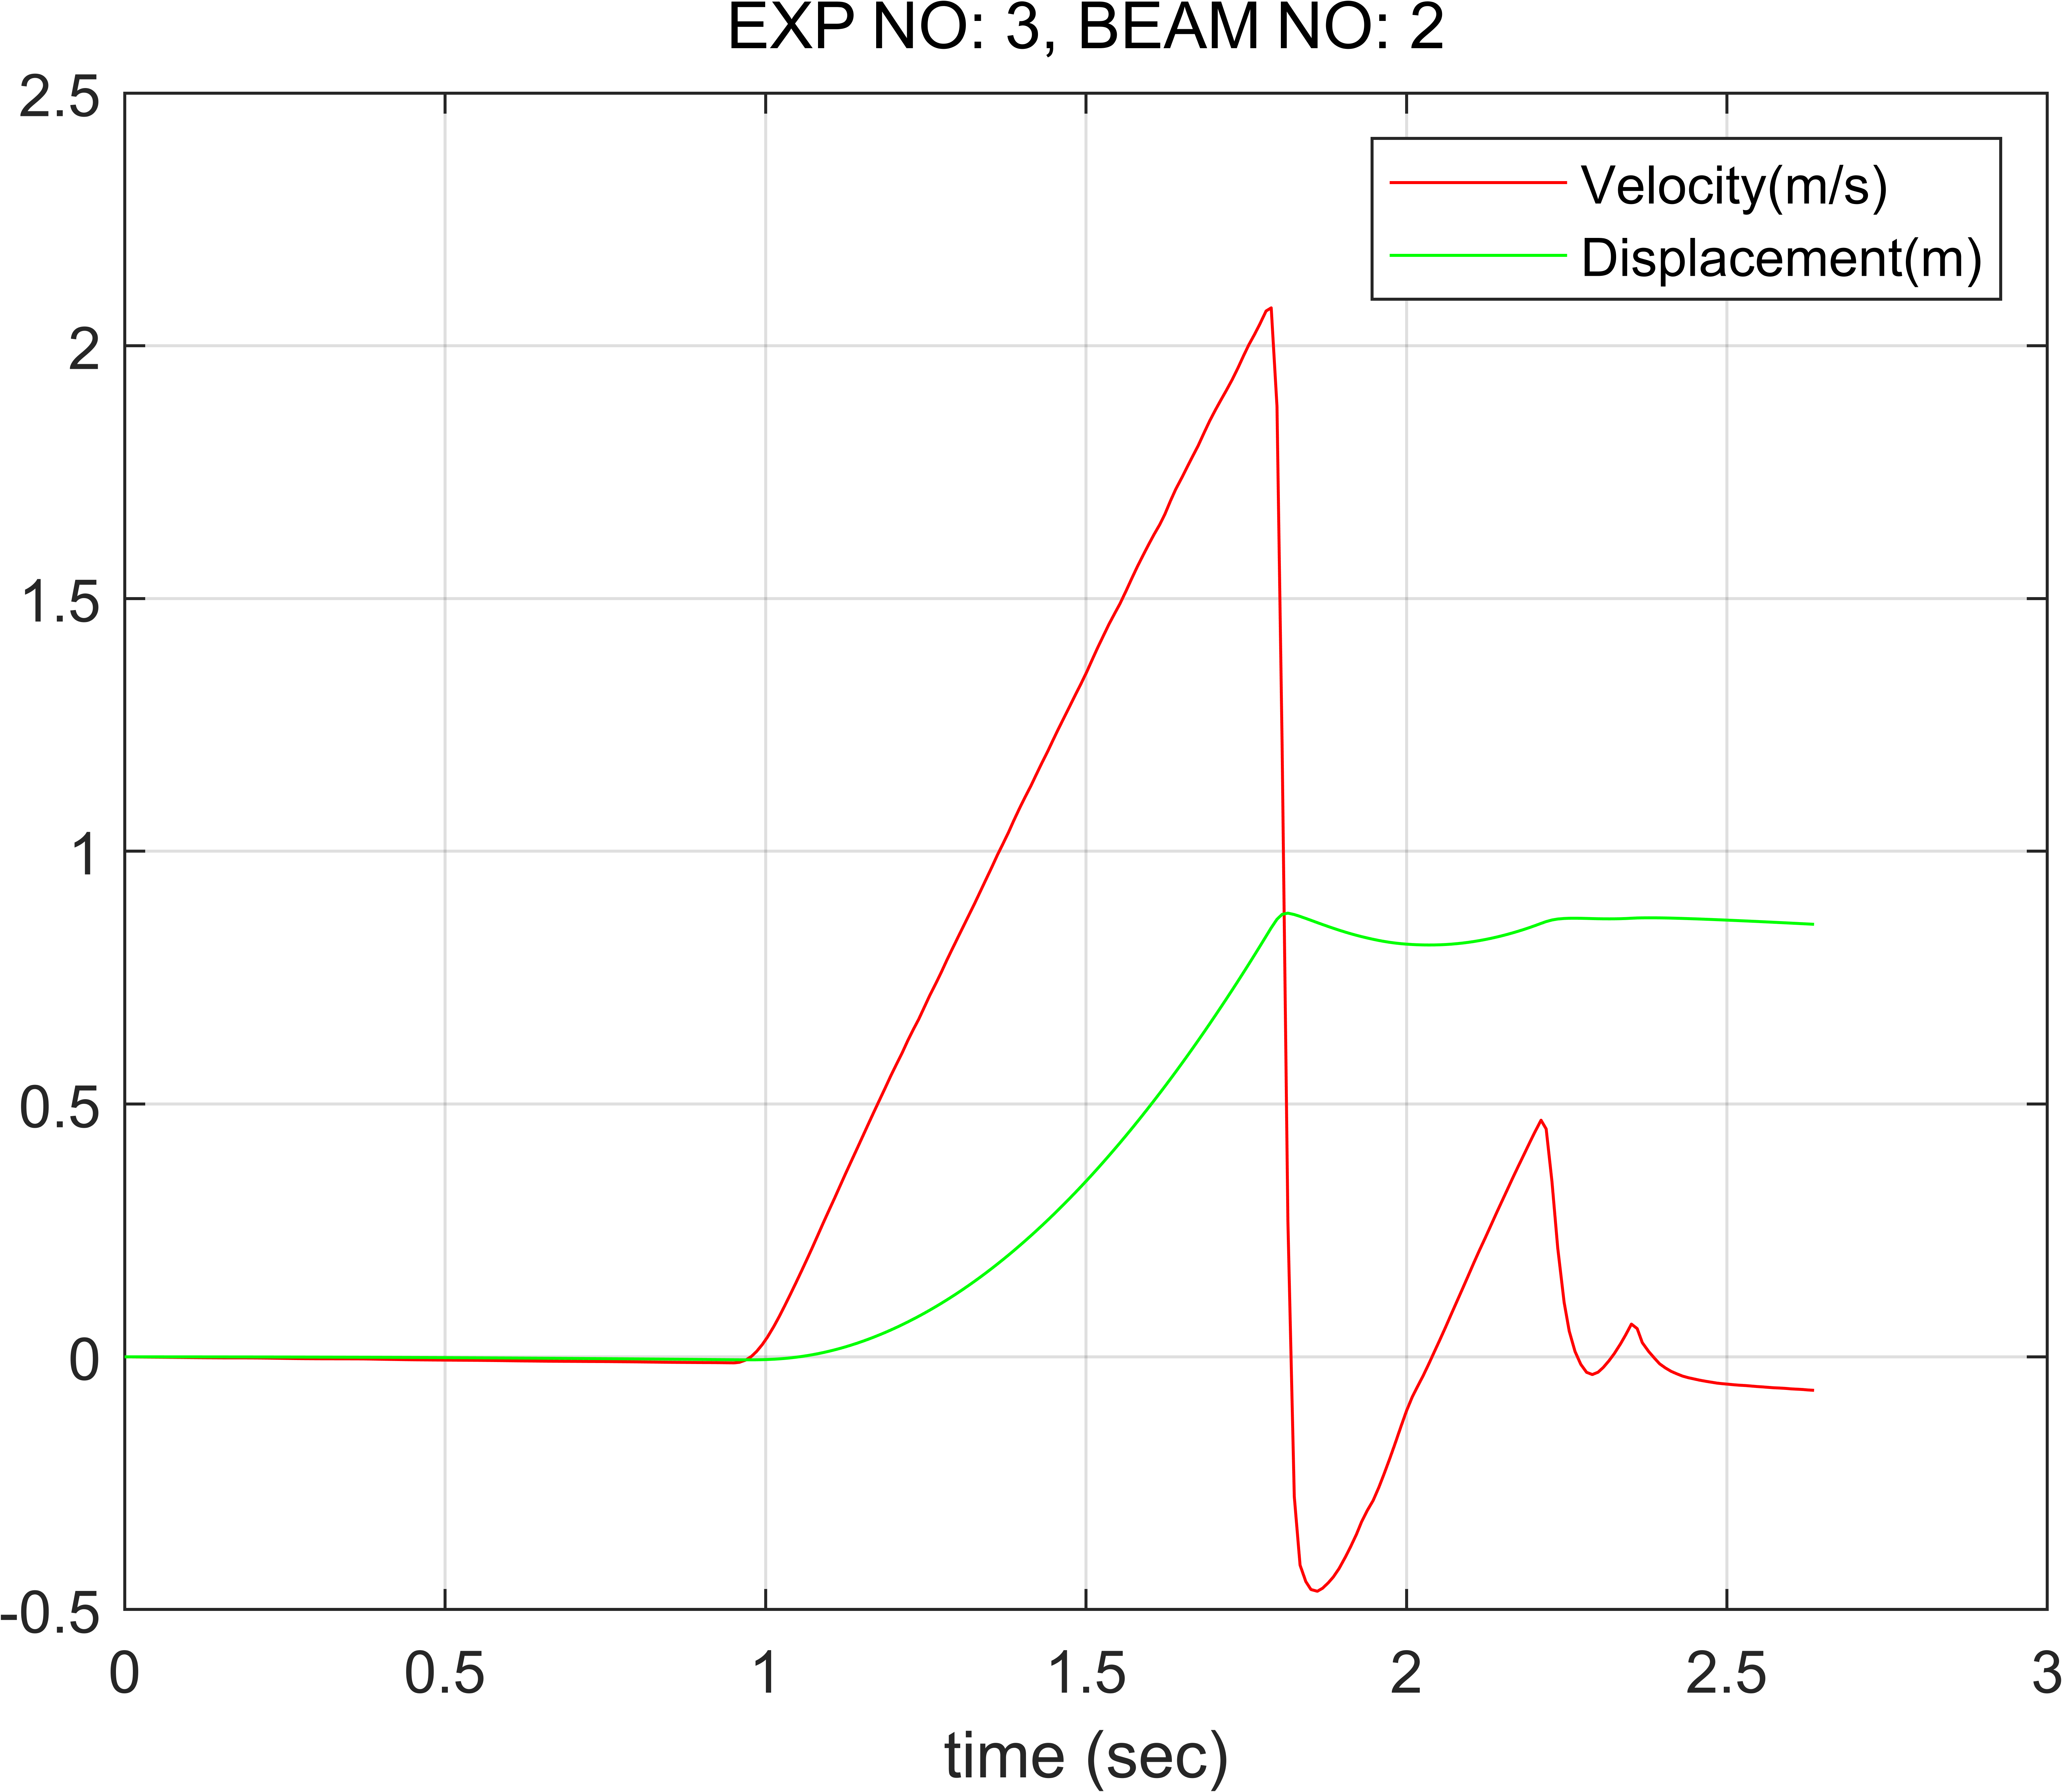 EXP NO: 3, BEAM NO: 2
2.5
2
1.5
1
0.5
0
-0.5
Velocity(m/s)
Displacement(m)
0 0.5 1 1.5 2 2.5 3
time (sec)